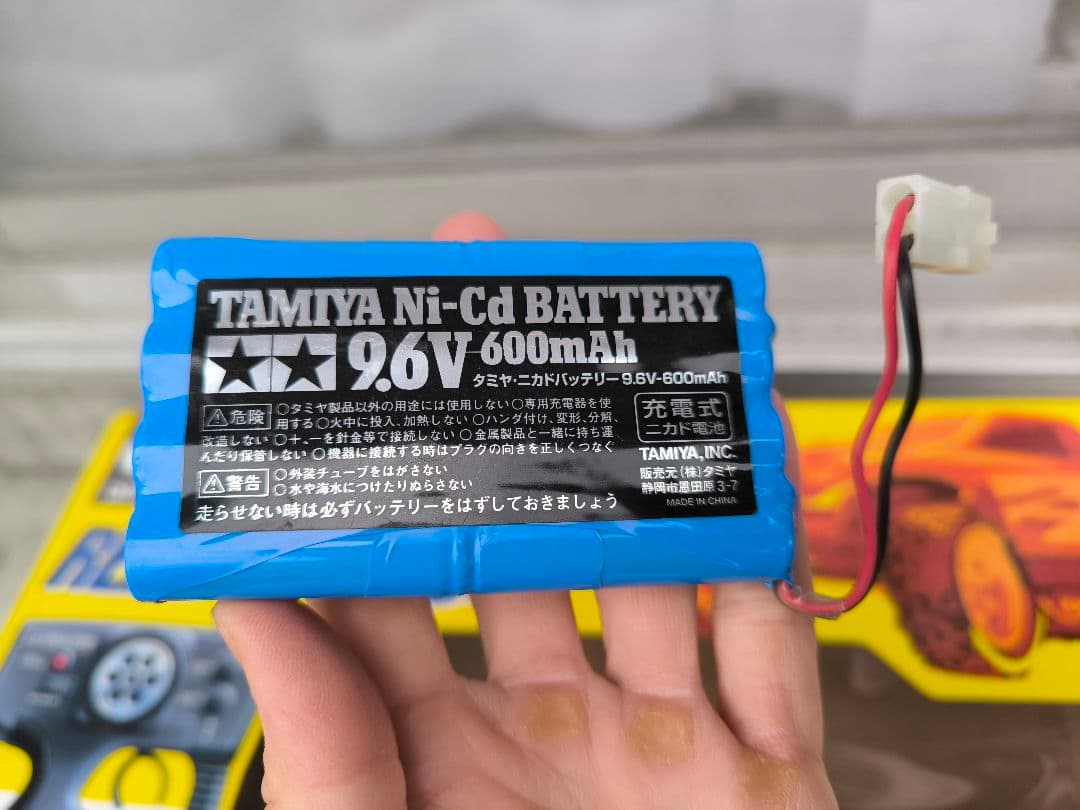 TAMIYA Ni-Cd BATTERY
9.6V 600mAh
タミヤ・ニカドバッテリー 9.6V-600mAh
危険 ○タミヤ製品以外の用途には使用しない ○専用充電器を使
用する ○火中に投入、加熱しない ○ハンダ付け、変形、分解、
改造しない ○+、-を針金等で接続しない ○金属製品と一緒に持ち運
んだり保管しない ○機器に接続する時はプラグの向きを正しくつなぐ
警告 ○外装チューブをはがさない
○水や海水につけたりぬらさない
走らせない時は必ずバッテリーをはずしておきましょう
充電式
ニカド電池
TAMIYA, INC.
販売元 (株)タミヤ
静岡市恩田原3-7
MADE IN CHINA